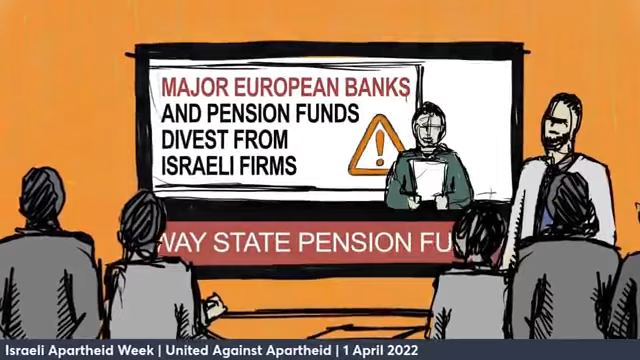 MAJOR EUROPEAN BANKS
AND PENSION FUNDS
DIVEST FROM
ISRAELI FIRMS
!
WAY STATE PENSION FU
Israeli Apartheid Week | United Against Apartheid | 1 April 2022